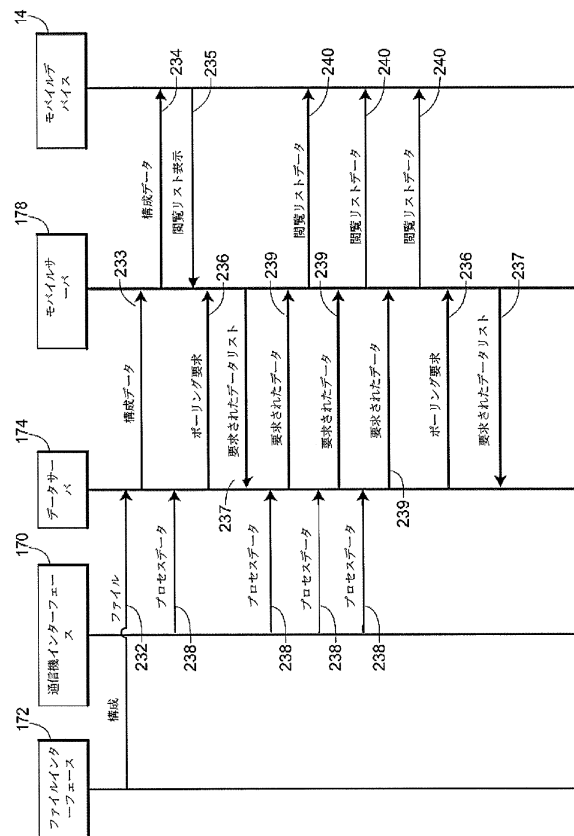 172
ファイルインタ
ーフェース
170
通信機インターフェー
ス
174
データサーバ
178
モバイルサ
ーバ
14
モバイルデ
バイス
構成
ファイル
232
構成データ
233
構成データ
234
閲覧リスト表示
235
プロセスデータ
238
ポーリング要求
236
要求されたデータリスト
237
プロセスデータ
238
要求されたデータ
239
閲覧リストデータ
240
プロセスデータ
238
要求されたデータ
239
閲覧リストデータ
240
プロセスデータ
238
要求されたデータ
239
閲覧リストデータ
240
ポーリング要求
236
要求されたデータリスト
237